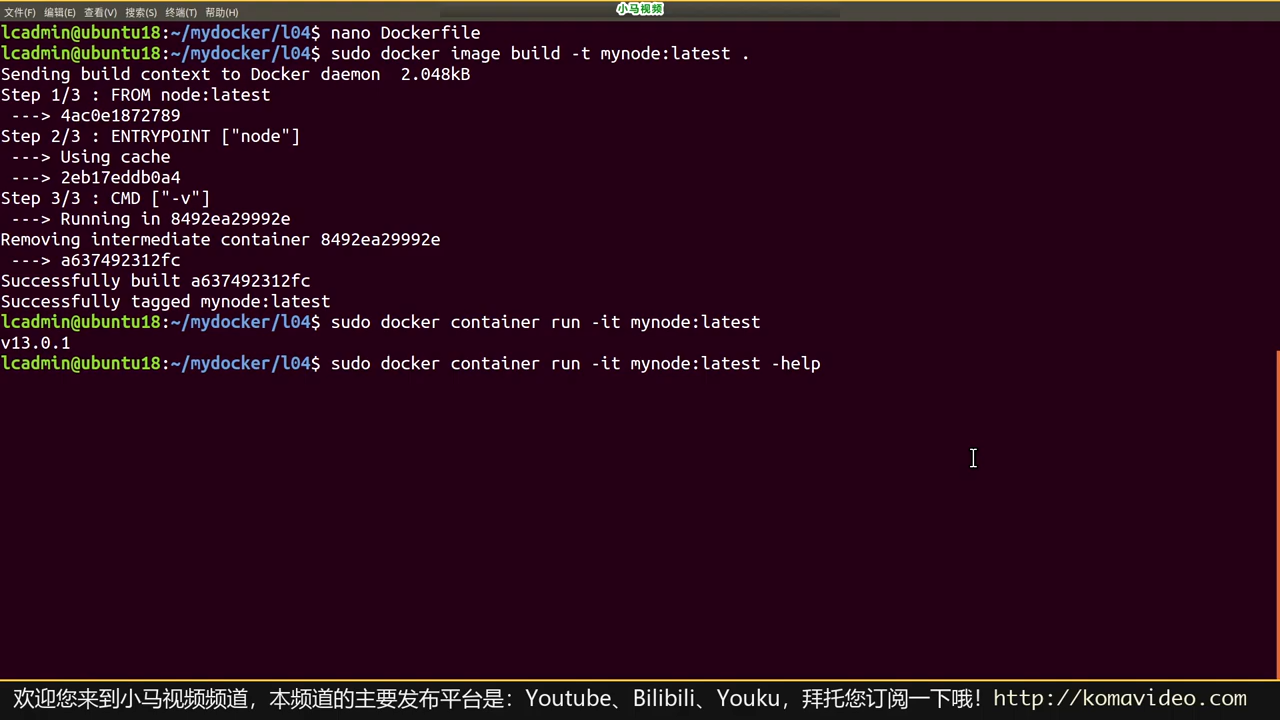 小马视频
文件(F) 编辑(E) 查看(V) 搜索(S) 终端(T) 帮助(H)
lcadmin@ubuntu18:~/mydocker/l04$ nano Dockerfile
lcadmin@ubuntu18:~/mydocker/l04$ sudo docker image build -t mynode:latest .
Sending build context to Docker daemon  2.048kB
Step 1/3 : FROM node:latest
 ---> 4ac0e1872789
Step 2/3 : ENTRYPOINT ["node"]
 ---> Using cache
 ---> 2eb17eddb0a4
Step 3/3 : CMD ["-v"]
 ---> Running in 8492ea29992e
Removing intermediate container 8492ea29992e
 ---> a637492312fc
Successfully built a637492312fc
Successfully tagged mynode:latest
lcadmin@ubuntu18:~/mydocker/l04$ sudo docker container run -it mynode:latest
v13.0.1
lcadmin@ubuntu18:~/mydocker/l04$ sudo docker container run -it mynode:latest -help
欢迎您来到小马视频频道，本频道的主要发布平台是：Youtube、Bilibili、Youku，拜托您订阅一下哦！http://komavideo.com